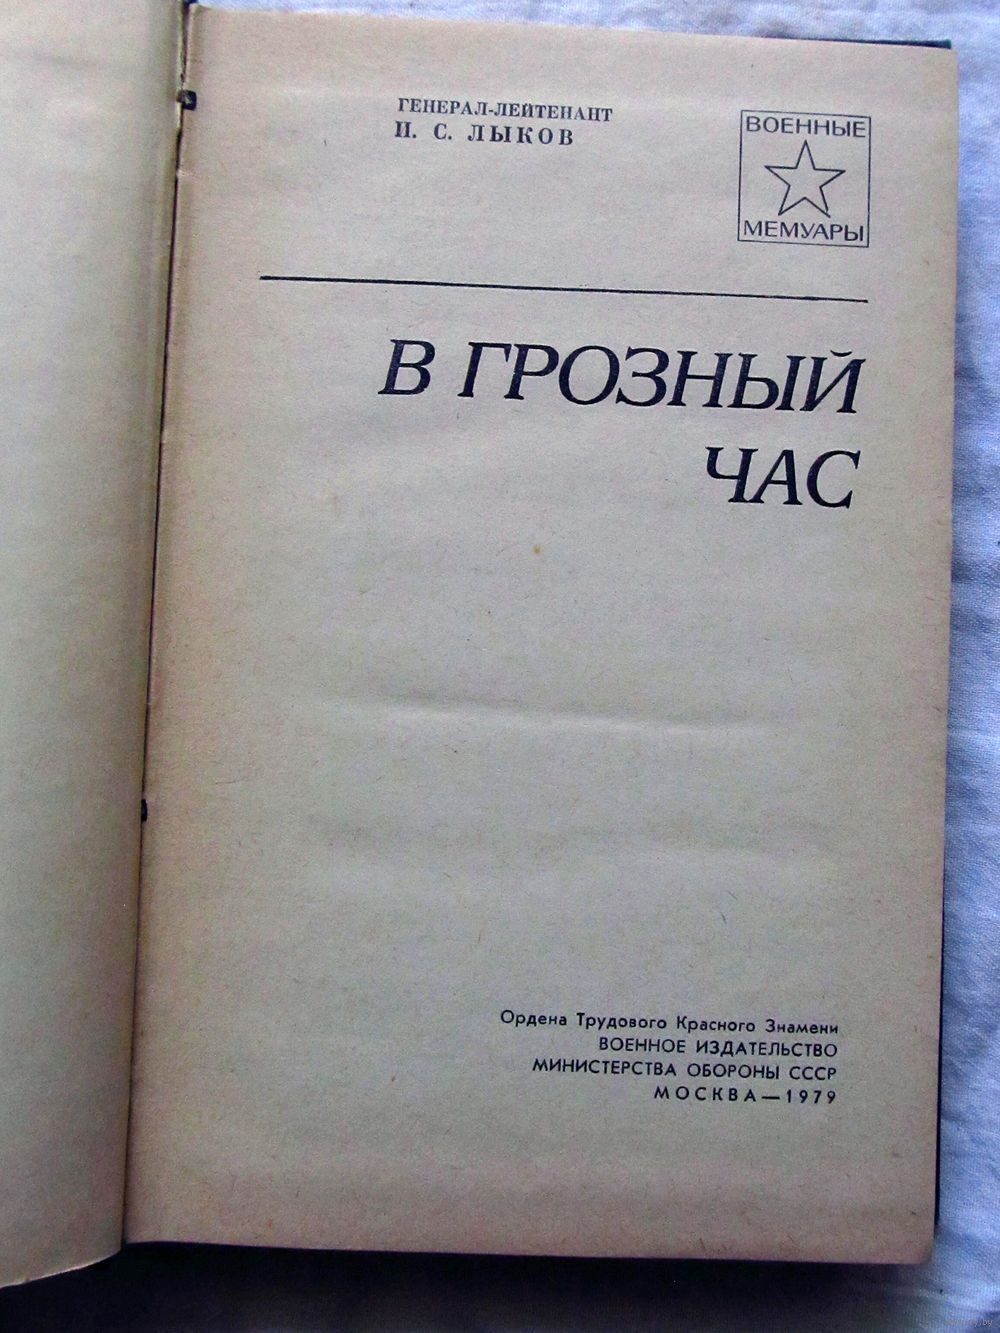 ГЕНЕРАЛ-ЛЕЙТЕНАНТ
И. С. ЛЫКОВ
ВОЕННЫЕ
МЕМУАРЫ
В ГРОЗНЫЙ
ЧАС
Ордена Трудового Красного Знамени
ВОЕННОЕ ИЗДАТЕЛЬСТВО
МИНИСТЕРСТВА ОБОРОНЫ СССР
МОСКВА—1979